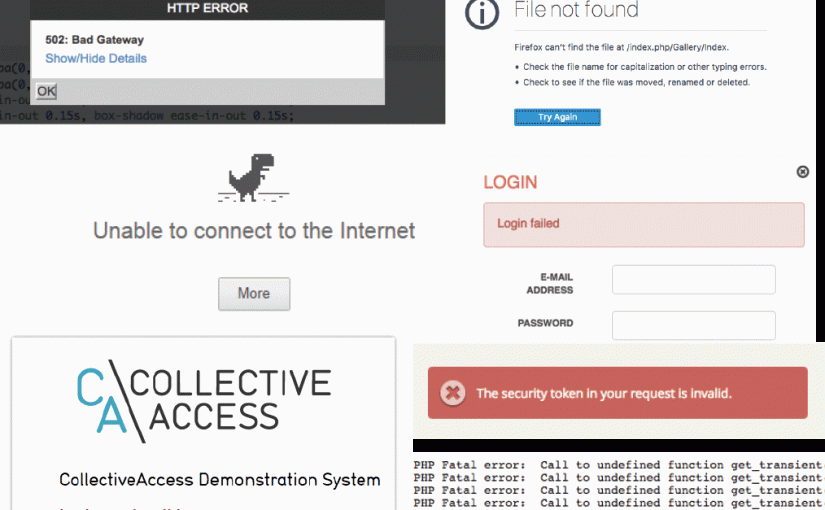 HTTP ERROR
502: Bad Gateway
Show/Hide Details
OK
in-out 0.15s, box-shadow ease-in-out 0.15s;
File not found
Firefox can't find the file at /index.php/Gallery/Index.
• Check the file name for capitalization or other typing errors.
• Check to see if the file was moved, renamed or deleted.
Try Again
Unable to connect to the Internet
More
LOGIN
Login failed
E-MAIL
ADDRESS
PASSWORD
CA COLLECTIVE
ACCESS
CollectiveAccess Demonstration System
The security token in your request is invalid.
PHP Fatal error: Call to undefined function get_transient
PHP Fatal error: Call to undefined function get_transient
PHP Fatal error: Call to undefined function get_transient
PHP Fatal error: Call to undefined function get_transient